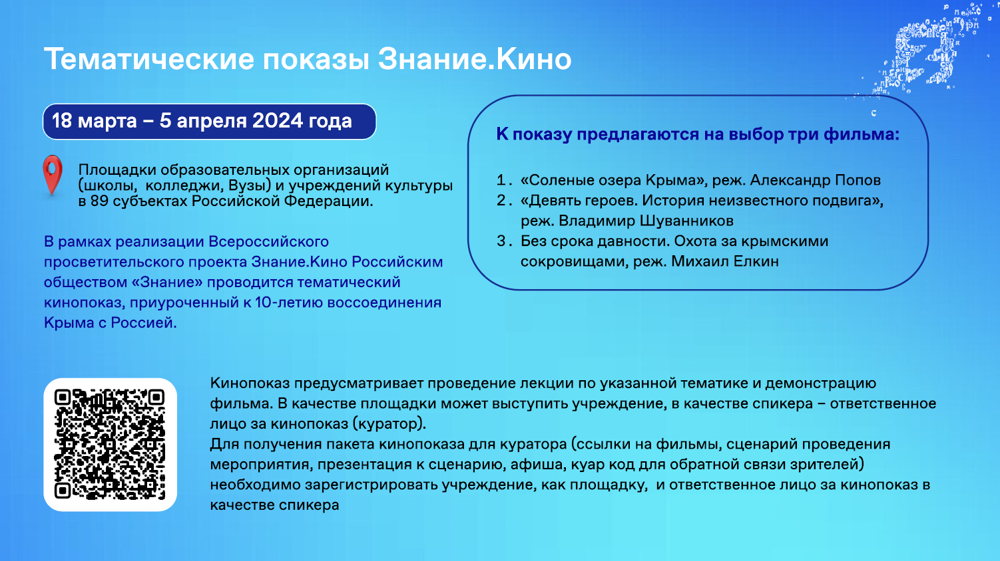 Тематические показы Знание.Кино
18 марта – 5 апреля 2024 года
Площадки образовательных организаций
(школы, колледжи, Вузы) и учреждений культуры
в 89 субъектах Российской Федерации.
В рамках реализации Всероссийского
просветительского проекта Знание.Кино Российским
обществом «Знание» проводится тематический
кинопоказ, приуроченный к 10-летию воссоединения
Крыма с Россией.
К показу предлагаются на выбор три фильма:
1. «Соленые озера Крыма», реж. Александр Попов
2. «Девять героев. История неизвестного подвига»,
реж. Владимир Шуванников
3. Без срока давности. Охота за крымскими
сокровищами, реж. Михаил Елкин
Кинопоказ предусматривает проведение лекции по указанной тематике и демонстрацию
фильма. В качестве площадки может выступить учреждение, в качестве спикера – ответственное
лицо за кинопоказ (куратор).
Для получения пакета кинопоказа для куратора (ссылки на фильмы, сценарий проведения
мероприятия, презентация к сценарию, афиша, куар код для обратной связи зрителей)
необходимо зарегистрировать учреждение, как площадку, и ответственное лицо за кинопоказ в
качестве спикера